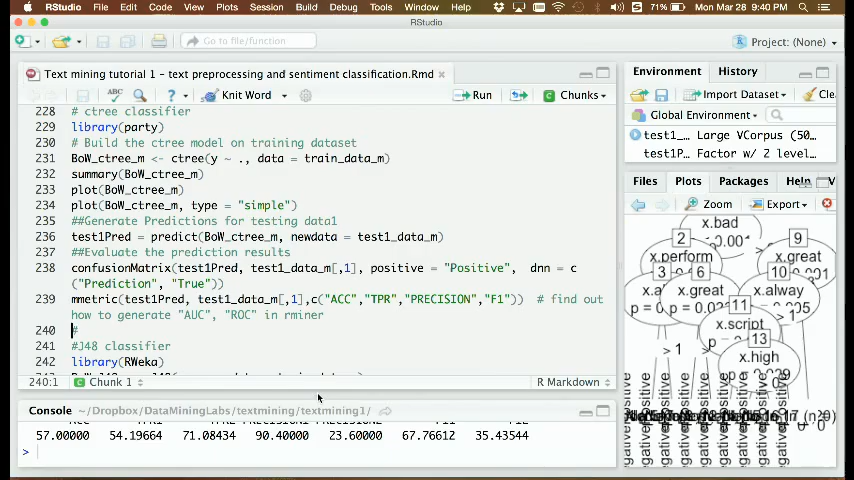 RStudio File Edit Code View Plots Session Build Debug Tools Window Help 71% Mon Mar 28 9:40 PM
RStudio
Go to file/function Project: (None)
Text mining tutorial 1 - text preprocessing and sentiment classification.Rmd
ABC Knit Word Run Chunks
228 # ctree classifier
229 library(party)
230 # Build the ctree model on training dataset
231 BoW_ctree_m <- ctree(y ~ ., data = train_data_m)
232 summary(BoW_ctree_m)
233 plot(BoW_ctree_m)
234 plot(BoW_ctree_m, type = "simple")
235 ##Generate Predictions for testing data1
236 test1Pred = predict(BoW_ctree_m, newdata = test1_data_m)
237 ##Evaluate the prediction results
238 confusionMatrix(test1Pred, test1_data_m[,1], positive = "Positive", dnn = c
("Prediction", "True"))
239 mmetric(test1Pred, test1_data_m[,1],c("ACC","TPR","PRECISION","F1")) # find out
how to generate "AUC", "ROC" in rminer
240 #
241 #J48 classifier
242 library(RWeka)
240:1 Chunk 1 R Markdown
Console ~/Dropbox/DataMiningLabs/textmining/textmining1/
57.00000 54.19664 71.08434 90.40000 23.60000 67.76612 35.43544
>
Environment History
Import Dataset Cle
Global Environment
test1_… Large VCorpus (50…
test1P… Factor w/ 2 level…
Files Plots Packages Help V
Zoom Export
x.bad
2 9
x.perform x.great
3 6 10
x.great x.alway
11
x.script
13
> 1
x.high